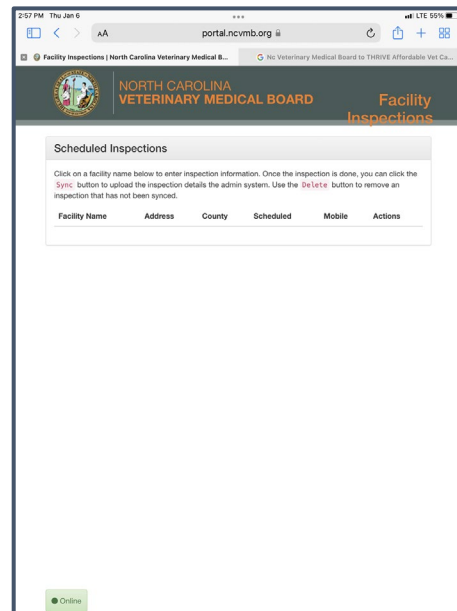 2:57 PM Thu Jan 6
LTE 55%
AA
portal.ncvmb.org
Facility Inspections | North Carolina Veterinary Medical B...
G Nc Veterinary Medical Board to THRIVE Affordable Vet Ca...
NORTH CAROLINA
VETERINARY MEDICAL BOARD
Facility
Inspections
Scheduled Inspections
Click on a facility name below to enter inspection information. Once the inspection is done, you can click the
Sync button to upload the inspection details the admin system. Use the Delete button to remove an
inspection that has not been synced.
Facility Name Address County Scheduled Mobile Actions
Online